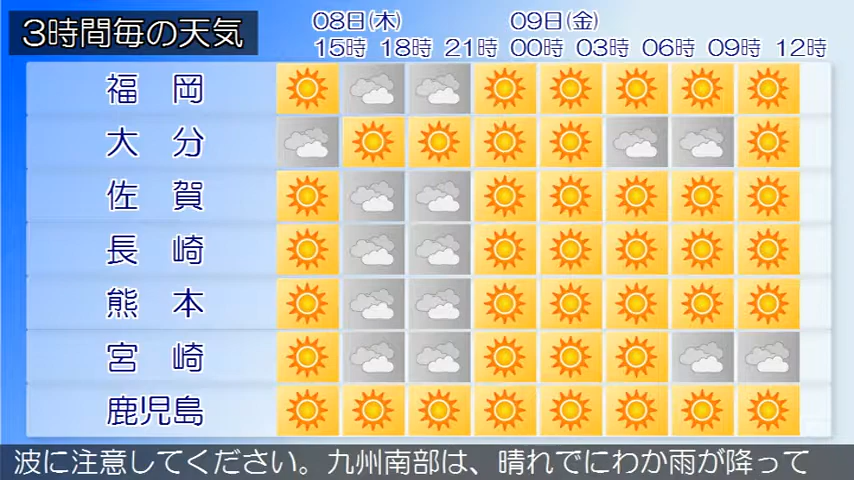 3時間毎の天気
08日(木) 09日(金)
15時 18時 21時 00時 03時 06時 09時 12時
福岡
大分
佐賀
長崎
熊本
宮崎
鹿児島
波に注意してください。九州南部は、晴れでにわか雨が降って